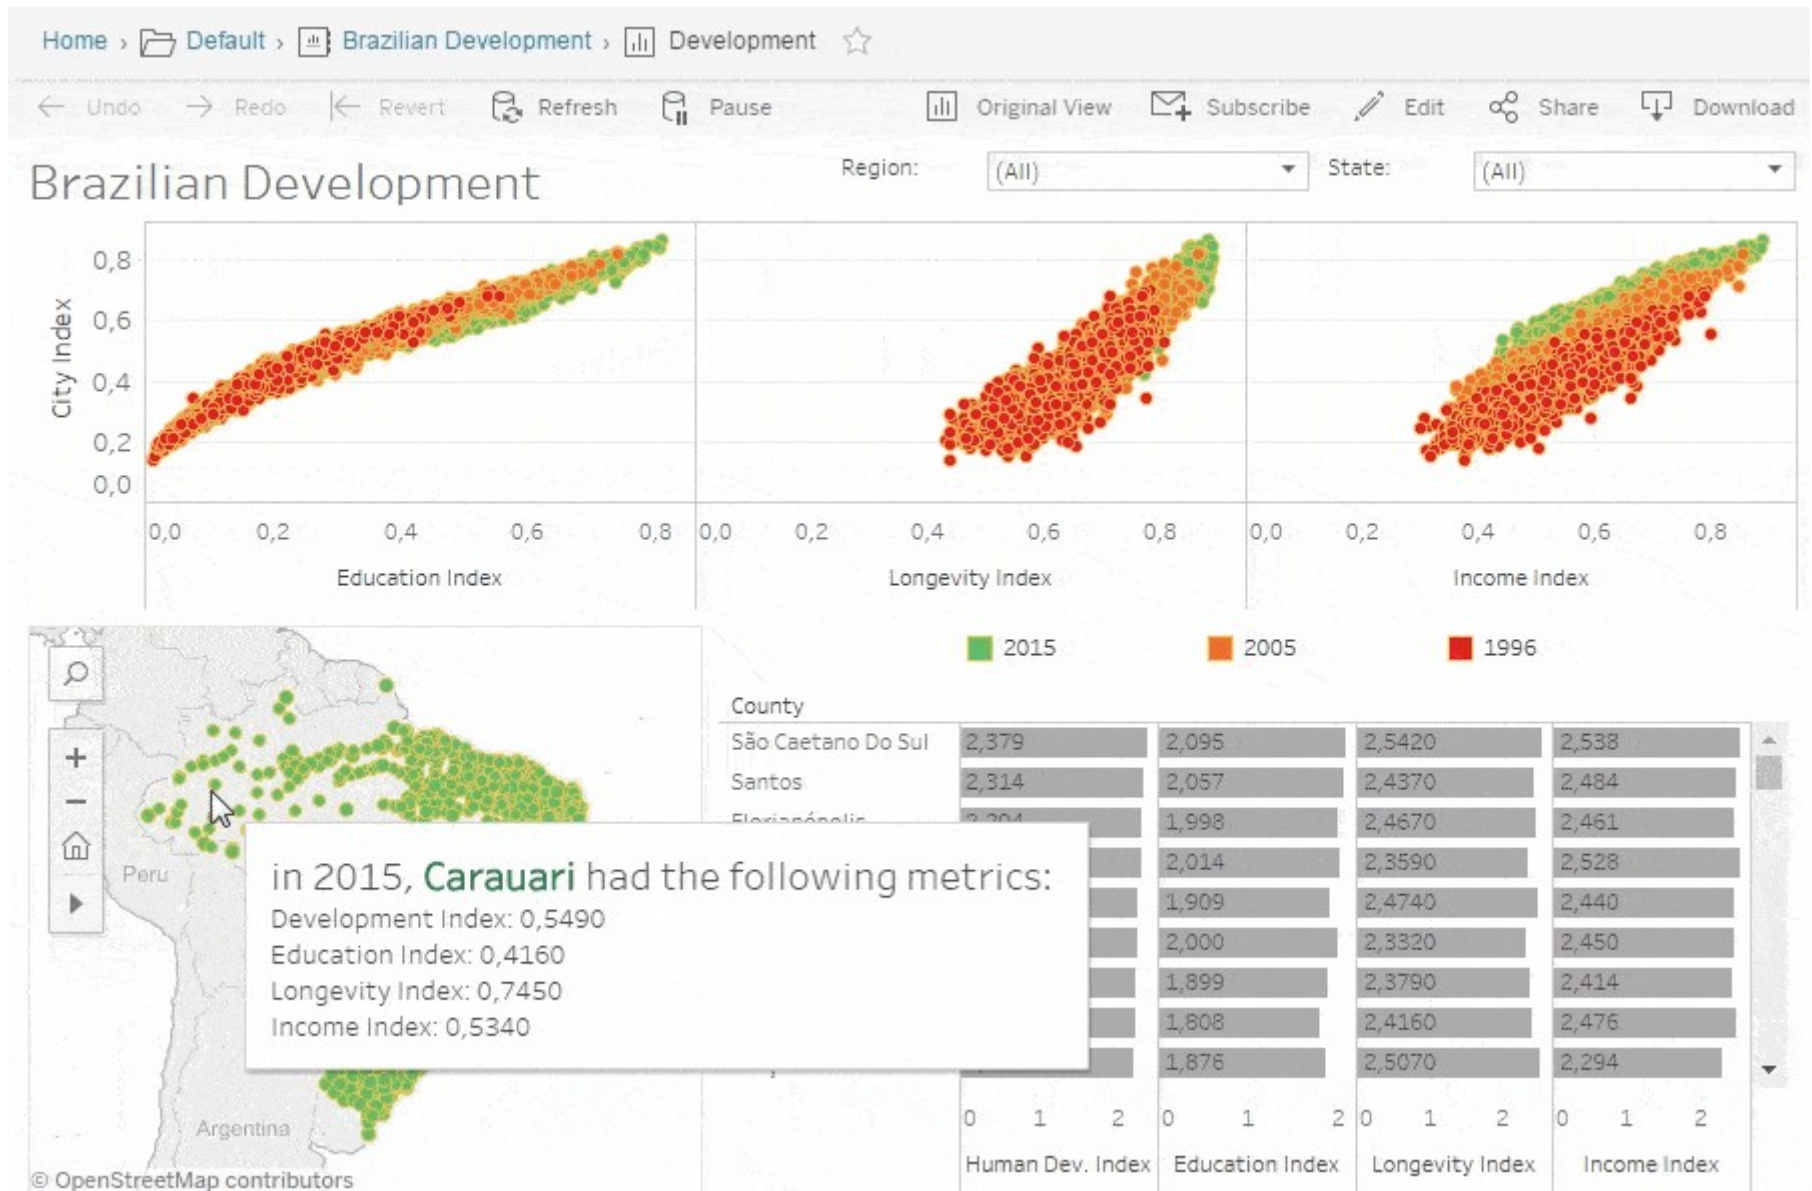 Home › Default › Brazilian Development › Development
Undo Redo Revert Refresh Pause Original View Subscribe Edit Share Download
Brazilian Development
Region: (All) State: (All)
City Index
0,8
0,6
0,4
0,2
0,0
0,0 0,2 0,4 0,6 0,8 0,0 0,2 0,4 0,6 0,8 0,0 0,2 0,4 0,6 0,8
Education Index Longevity Index Income Index
2015 2005 1996
County
São Caetano Do Sul 2,379 2,095 2,5420 2,538
Santos 2,314 2,057 2,4370 2,484
Florianópolis 2,294 1,998 2,4670 2,461
2,014 2,3590 2,528
1,909 2,4740 2,440
2,000 2,3320 2,450
1,899 2,3790 2,414
1,808 2,4160 2,476
1,876 2,5070 2,294
0 1 2 0 1 2 0 1 2 0 1 2
Human Dev. Index Education Index Longevity Index Income Index
Peru
in 2015, Carauari had the following metrics:
Development Index: 0,5490
Education Index: 0,4160
Longevity Index: 0,7450
Income Index: 0,5340
Argentina
© OpenStreetMap contributors